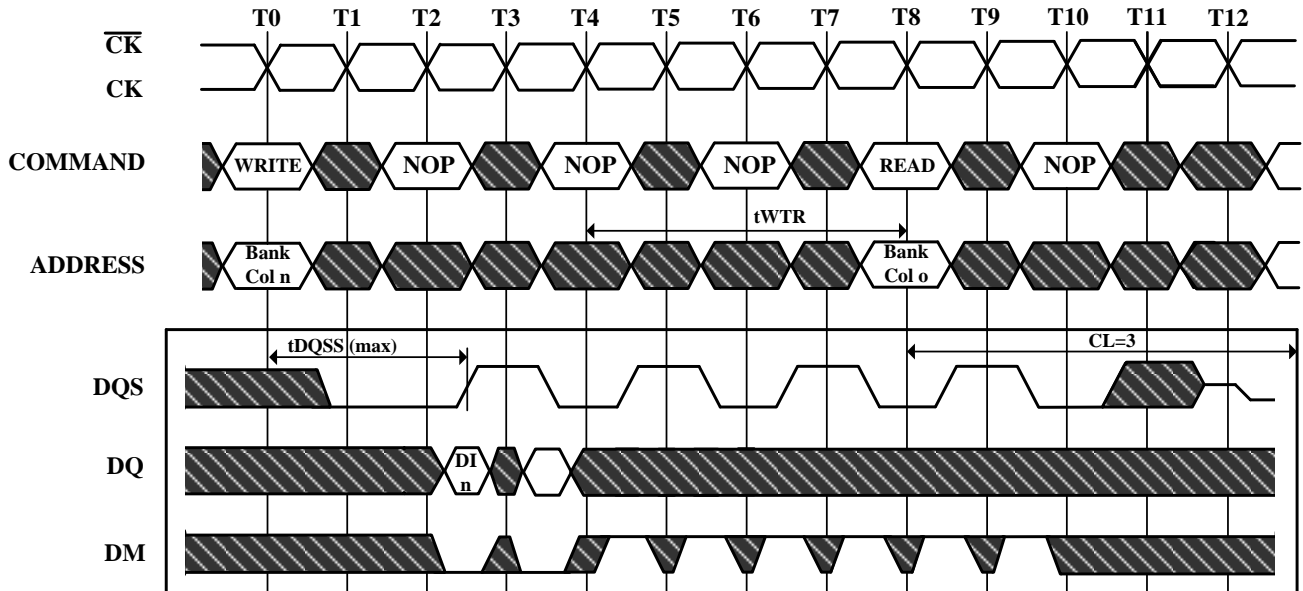 T0 T1 T2 T3 T4 T5 T6 T7 T8 T9 T10 T11 T12
CK
CK
COMMAND WRITE NOP NOP NOP READ NOP
tWTR
ADDRESS Bank Col n Bank Col o
tDQSS (max) CL=3
DQS
DQ DI n
DM